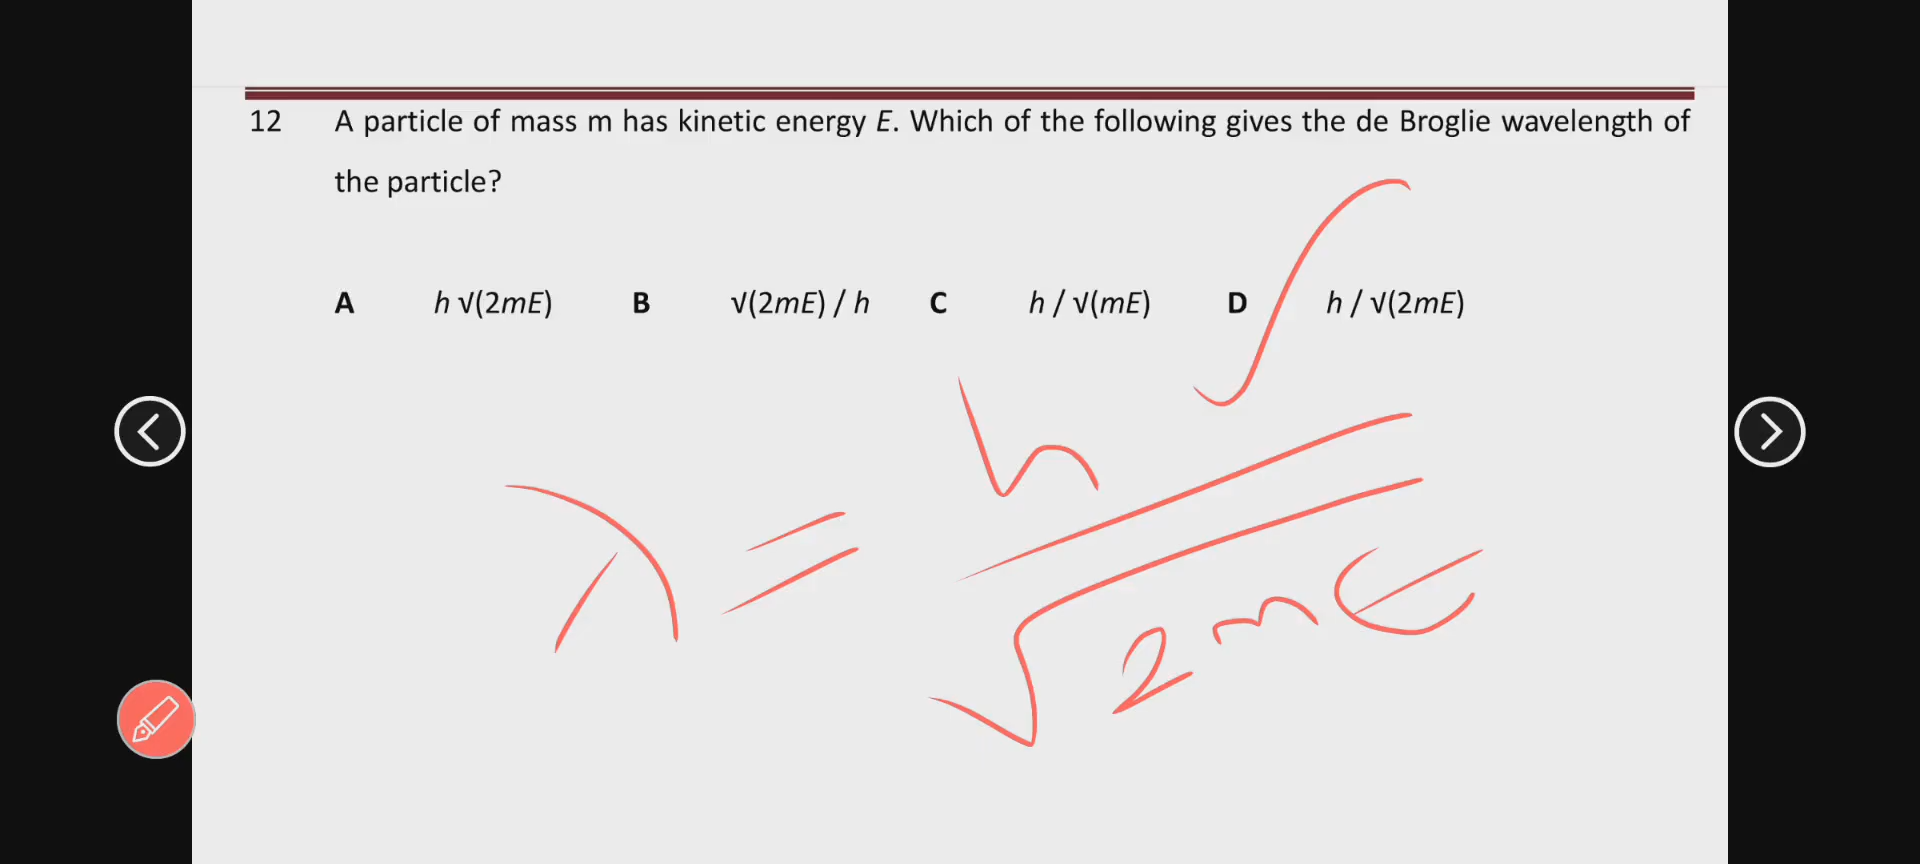 12 A particle of mass m has kinetic energy E. Which of the following gives the de Broglie wavelength of
the particle?
A h √(2mE) B √(2mE) / h C h / √(mE) D h / √(2mE)
λ = h / √2mE